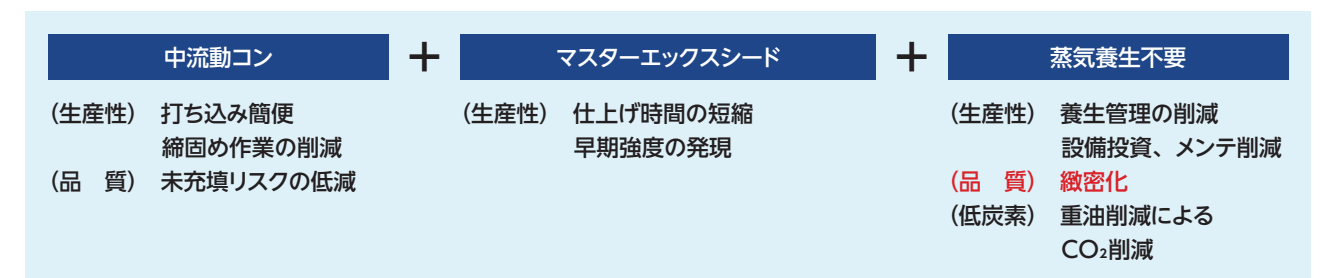 中流動コン
+
マスターエックスシード
+
蒸気養生不要
(生産性) 打ち込み簡便
締固め作業の削減
(品 質) 未充填リスクの低減
(生産性) 仕上げ時間の短縮
早期強度の発現
(生産性) 養生管理の削減
設備投資、メンテ削減
(品 質) 緻密化
(低炭素) 重油削減による
CO₂削減